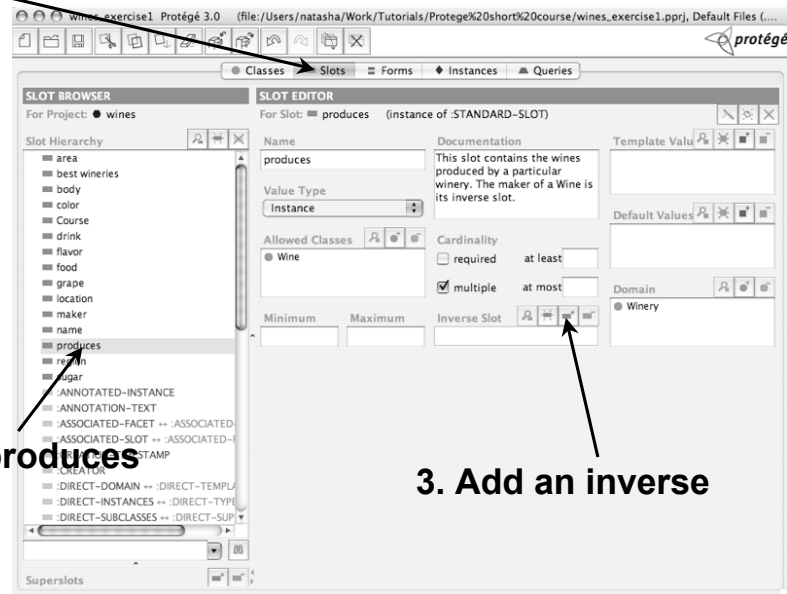 wines_exercise1 Protégé 3.0 (file:/Users/natasha/Work/Tutorials/Protege%20short%20course/wines_exercise1.pprj, Default Files (....
protégé
Classes Slots Forms Instances Queries
SLOT BROWSER
For Project: wines
Slot Hierarchy
area
best wineries
body
color
Course
drink
flavor
food
grape
location
maker
name
produces
region
sugar
:ANNOTATED-INSTANCE
:ANNOTATION-TEXT
:ASSOCIATED-FACET ↔ :ASSOCIATED-
:ASSOCIATED-SLOT ↔ :ASSOCIATED-F
:CREATOR
:DIRECT-DOMAIN ↔ :DIRECT-TEMPLA
:DIRECT-INSTANCES ↔ :DIRECT-TYPE
:DIRECT-SUBCLASSES ↔ :DIRECT-SUP
Superslots
SLOT EDITOR
For Slot: produces (instance of :STANDARD-SLOT)
Name
produces
Value Type
Instance
Allowed Classes
Wine
Minimum Maximum
Documentation
This slot contains the wines
produced by a particular
winery. The maker of a Wine is
its inverse slot.
Cardinality
required at least
multiple at most
Inverse Slot
Template Valu
Default Values
Domain
Winery
produces
3. Add an inverse